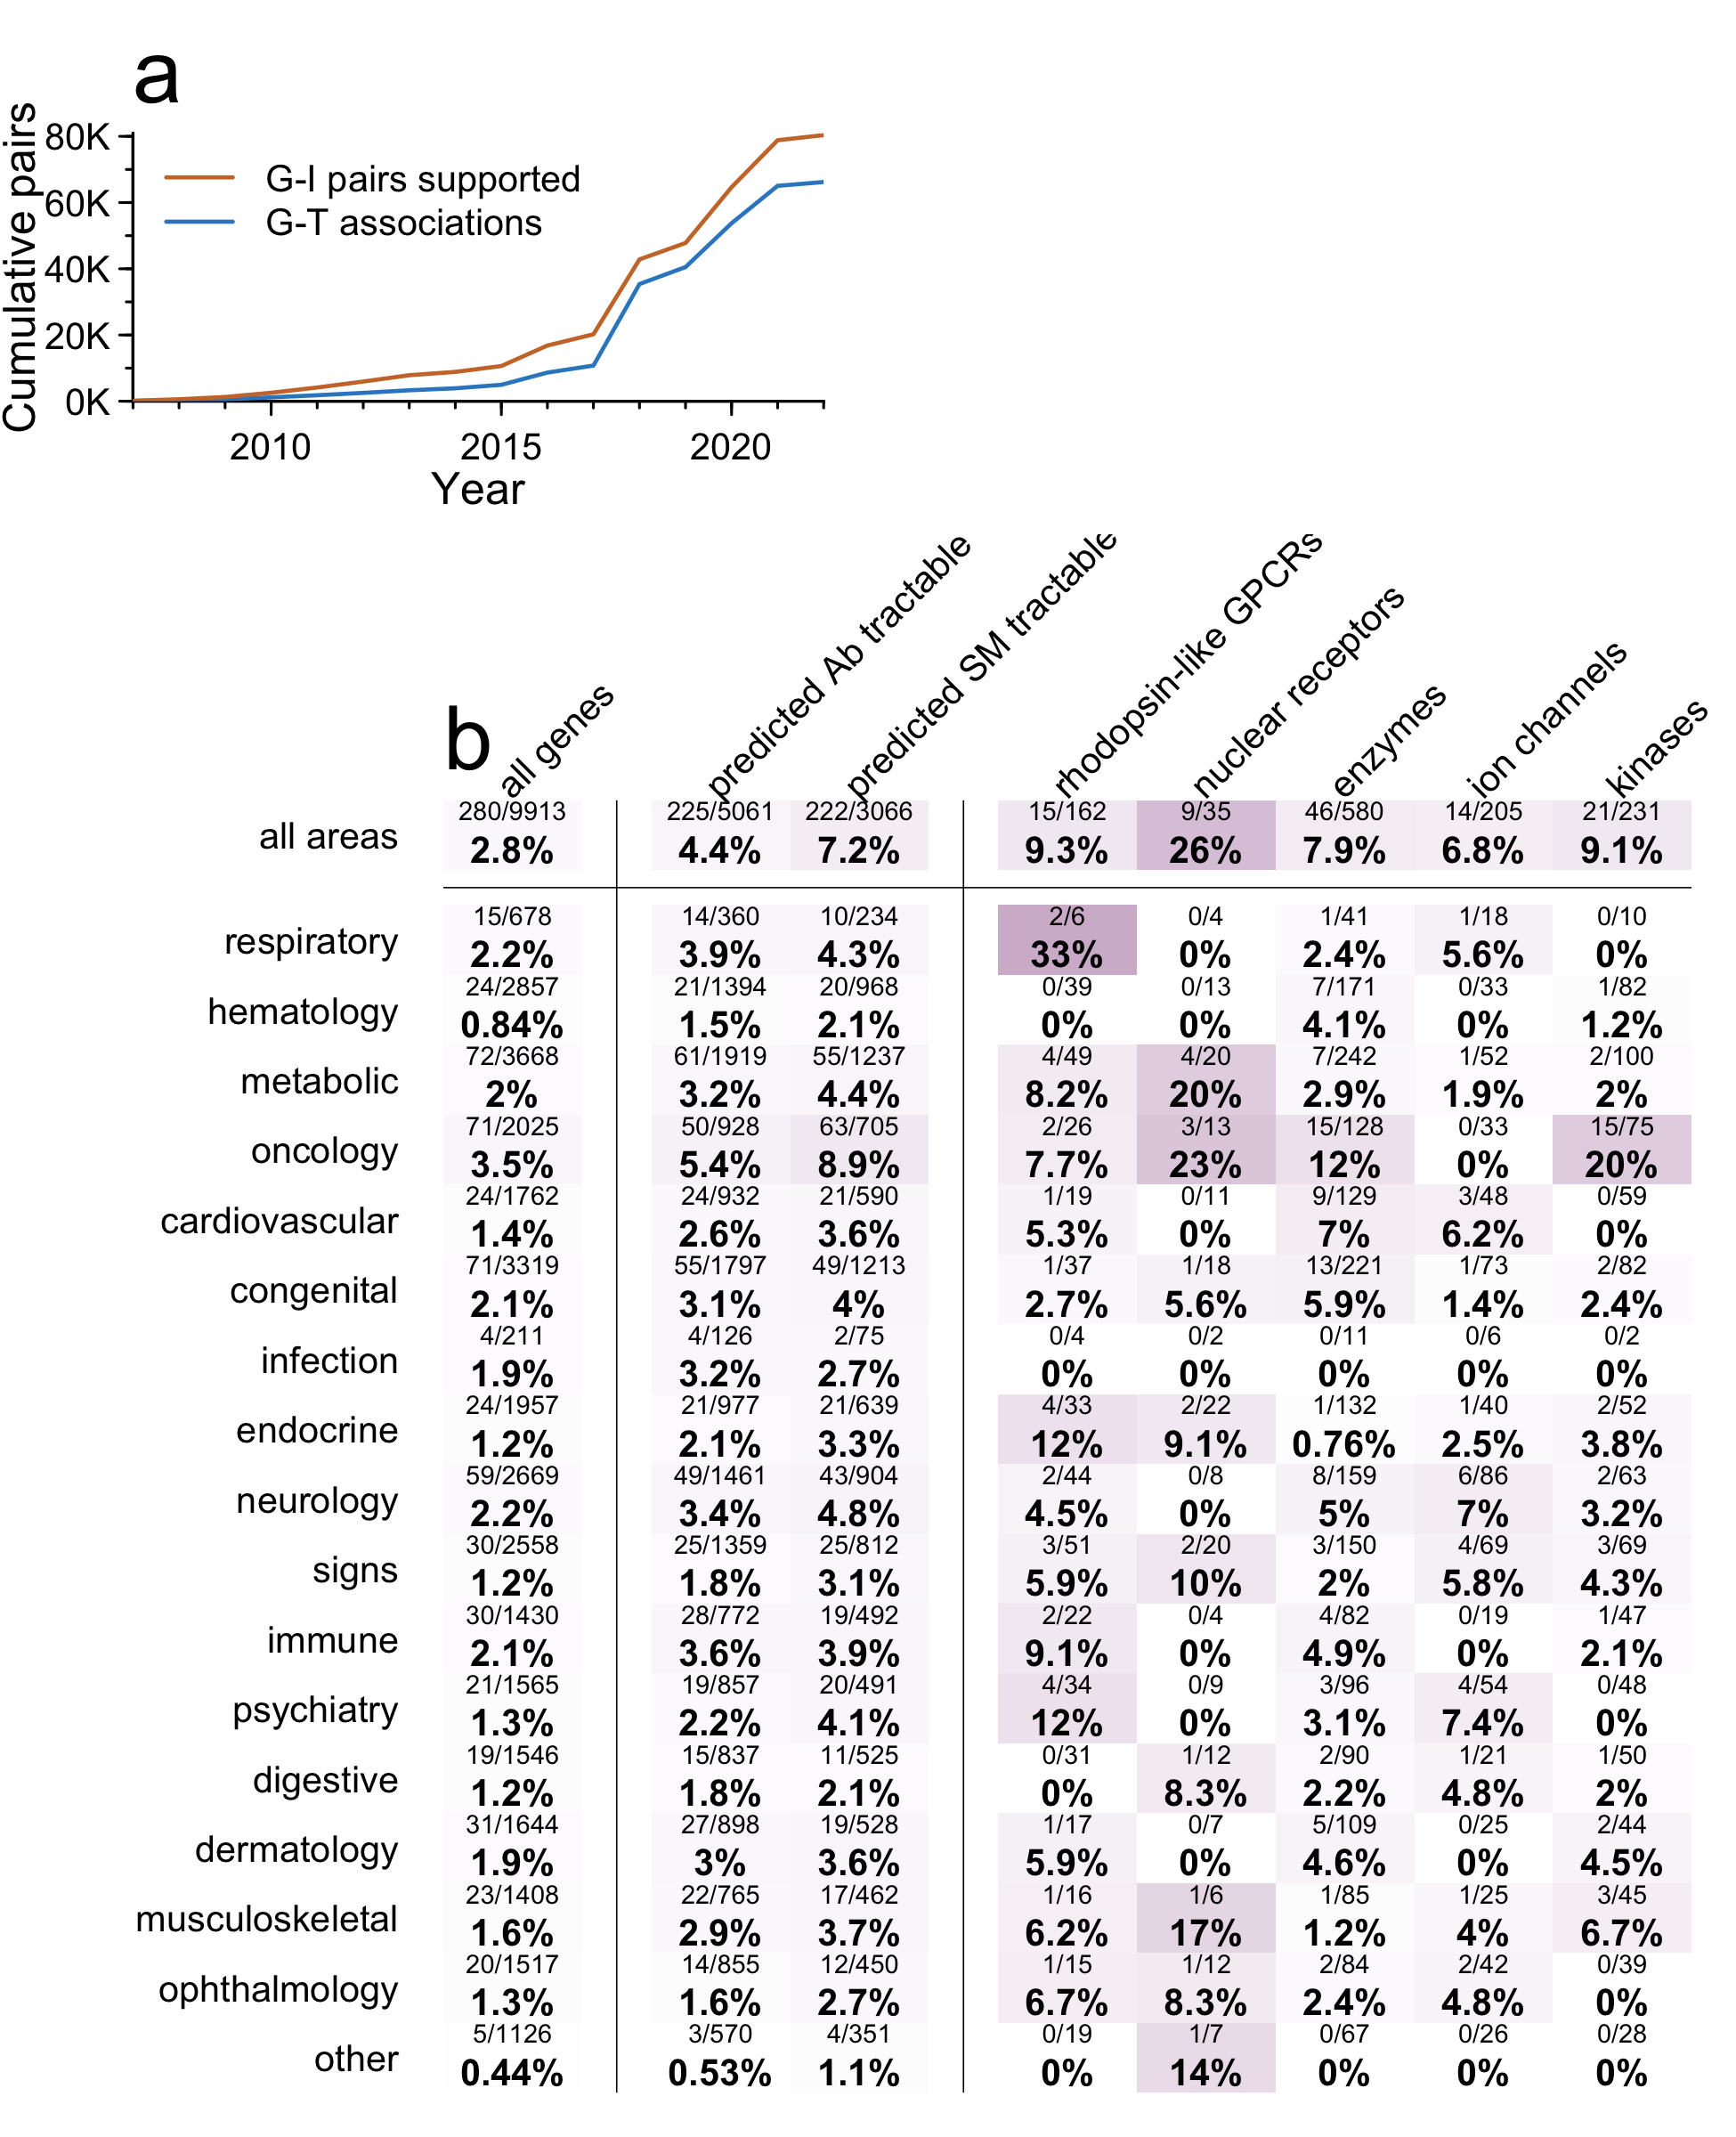 a
Cumulative pairs
80K
60K
40K
20K
0K
G-I pairs supported
G-T associations
2010 2015 2020
Year
b
all genes
predicted Ab tractable
predicted SM tractable
rhodopsin-like GPCRs
nuclear receptors
enzymes
ion channels
kinases
280/9913 225/5061 222/3066 15/162 9/35 46/580 14/205 21/231
all areas 2.8% 4.4% 7.2% 9.3% 26% 7.9% 6.8% 9.1%
15/678 14/360 10/234 2/6 0/4 1/41 1/18 0/10
respiratory 2.2% 3.9% 4.3% 33% 0% 2.4% 5.6% 0%
24/2857 21/1394 20/968 0/39 0/13 7/171 0/33 1/82
hematology 0.84% 1.5% 2.1% 0% 0% 4.1% 0% 1.2%
72/3668 61/1919 55/1237 4/49 4/20 7/242 1/52 2/100
metabolic 2% 3.2% 4.4% 8.2% 20% 2.9% 1.9% 2%
71/2025 50/928 63/705 2/26 3/13 15/128 0/33 15/75
oncology 3.5% 5.4% 8.9% 7.7% 23% 12% 0% 20%
24/1762 24/932 21/590 1/19 0/11 9/129 3/48 0/59
cardiovascular 1.4% 2.6% 3.6% 5.3% 0% 7% 6.2% 0%
71/3319 55/1797 49/1213 1/37 1/18 13/221 1/73 2/82
congenital 2.1% 3.1% 4% 2.7% 5.6% 5.9% 1.4% 2.4%
4/211 4/126 2/75 0/4 0/2 0/11 0/6 0/2
infection 1.9% 3.2% 2.7% 0% 0% 0% 0% 0%
24/1957 21/977 21/639 4/33 2/22 1/132 1/40 2/52
endocrine 1.2% 2.1% 3.3% 12% 9.1% 0.76% 2.5% 3.8%
59/2669 49/1461 43/904 2/44 0/8 8/159 6/86 2/63
neurology 2.2% 3.4% 4.8% 4.5% 0% 5% 7% 3.2%
30/2558 25/1359 25/812 3/51 2/20 3/150 4/69 3/69
signs 1.2% 1.8% 3.1% 5.9% 10% 2% 5.8% 4.3%
30/1430 28/772 19/492 2/22 0/4 4/82 0/19 1/47
immune 2.1% 3.6% 3.9% 9.1% 0% 4.9% 0% 2.1%
21/1565 19/857 20/491 4/34 0/9 3/96 4/54 0/48
psychiatry 1.3% 2.2% 4.1% 12% 0% 3.1% 7.4% 0%
19/1546 15/837 11/525 0/31 1/12 2/90 1/21 1/50
digestive 1.2% 1.8% 2.1% 0% 8.3% 2.2% 4.8% 2%
31/1644 27/898 19/528 1/17 0/7 5/109 0/25 2/44
dermatology 1.9% 3% 3.6% 5.9% 0% 4.6% 0% 4.5%
23/1408 22/765 17/462 1/16 1/6 1/85 1/25 3/45
musculoskeletal 1.6% 2.9% 3.7% 6.2% 17% 1.2% 4% 6.7%
20/1517 14/855 12/450 1/15 1/12 2/84 2/42 0/39
ophthalmology 1.3% 1.6% 2.7% 6.7% 8.3% 2.4% 4.8% 0%
5/1126 3/570 4/351 0/19 1/7 0/67 0/26 0/28
other 0.44% 0.53% 1.1% 0% 14% 0% 0% 0%